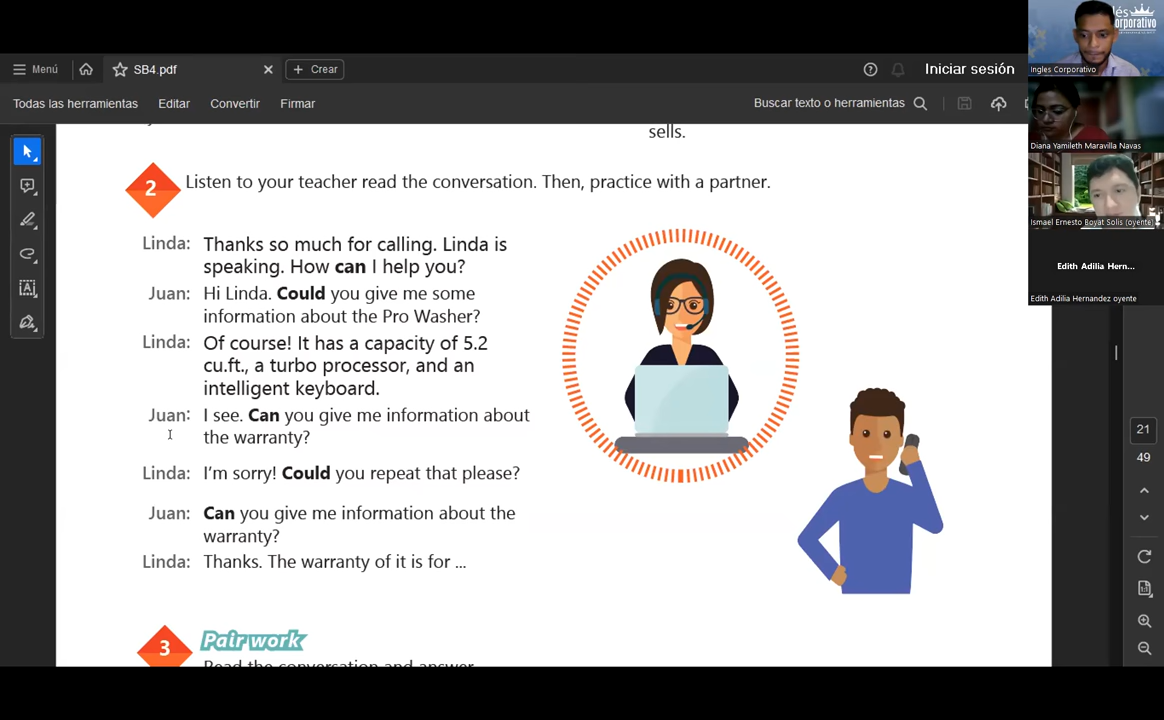 Menú
SB4.pdf
Crear
Iniciar sesión
Todas las herramientas
Editar
Convertir
Firmar
Buscar texto o herramientas
sells.
2
Listen to your teacher read the conversation. Then, practice with a partner.
Linda: Thanks so much for calling. Linda is
speaking. How can I help you?
Juan: Hi Linda. Could you give me some
information about the Pro Washer?
Linda: Of course! It has a capacity of 5.2
cu.ft., a turbo processor, and an
intelligent keyboard.
Juan: I see. Can you give me information about
the warranty?
Linda: I'm sorry! Could you repeat that please?
Juan: Can you give me information about the
warranty?
Linda: Thanks. The warranty of it is for ...
3
Pair work
Read the conversation and answer
21
49
Ingles Corporativo
Diana Yamileth Maravilla Navas
Ismael Ernesto Boyat Solis (oyente)
Edith Adilia Hern...
Edith Adilia Hernandez oyente